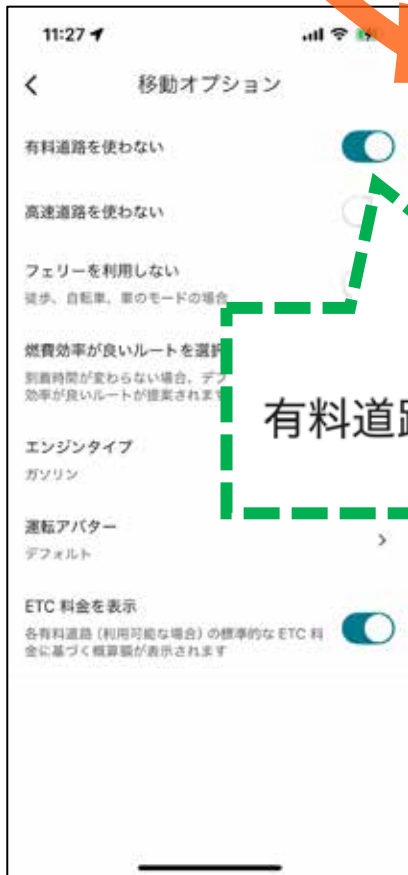 11:27
移動オプション
有料道路を使わない
高速道路を使わない
フェリーを利用しない
徒歩、自転車、車のモードの場合
燃費効率が良いルートを選択
到着時間が変わらない場合、デフ
効率が良いルートが提案されます
有料道路
エンジンタイプ
ガソリン
運転アバター
デフォルト
ETC 料金を表示
各有料道路（利用可能な場合）の標準的な ETC 料
金に基づく概算額が表示されます